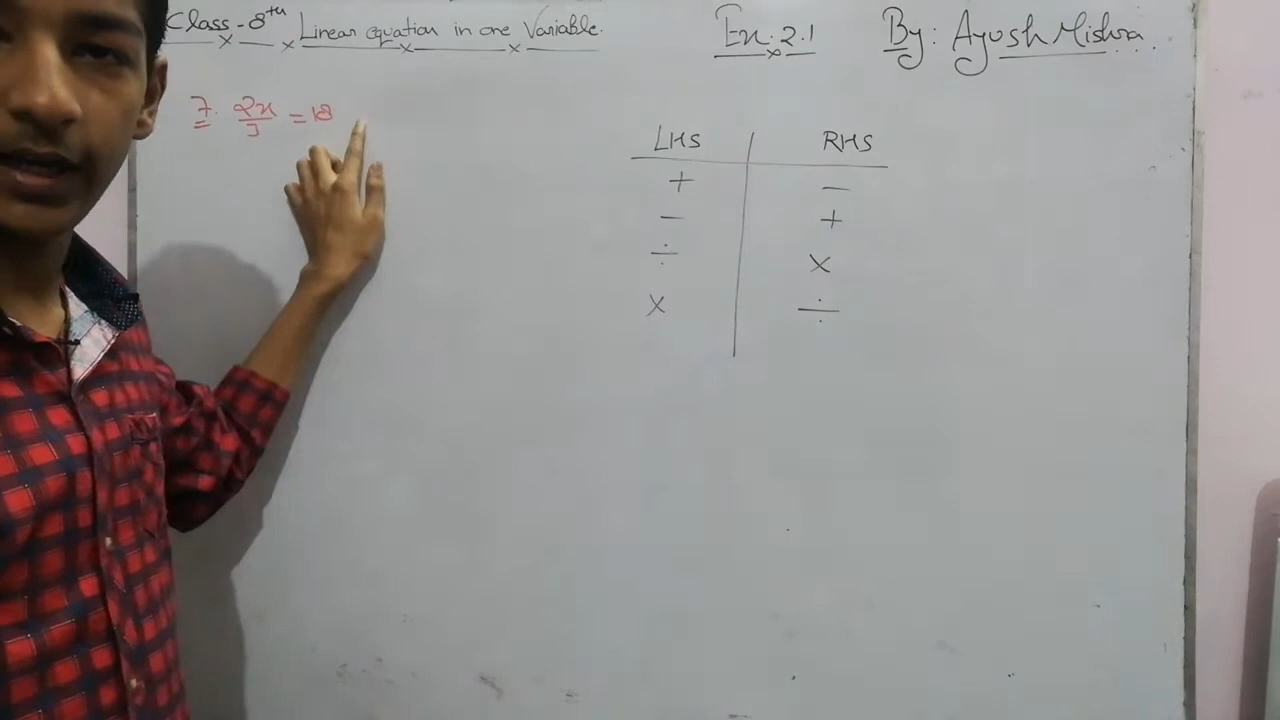 Class-8th Linear equation in one Variable.
Ex. 2.1
By: Ayush Mishra...
7. 2x/3 = 18
LHS | RHS
+ | −
− | +
÷ | ×
× | ÷